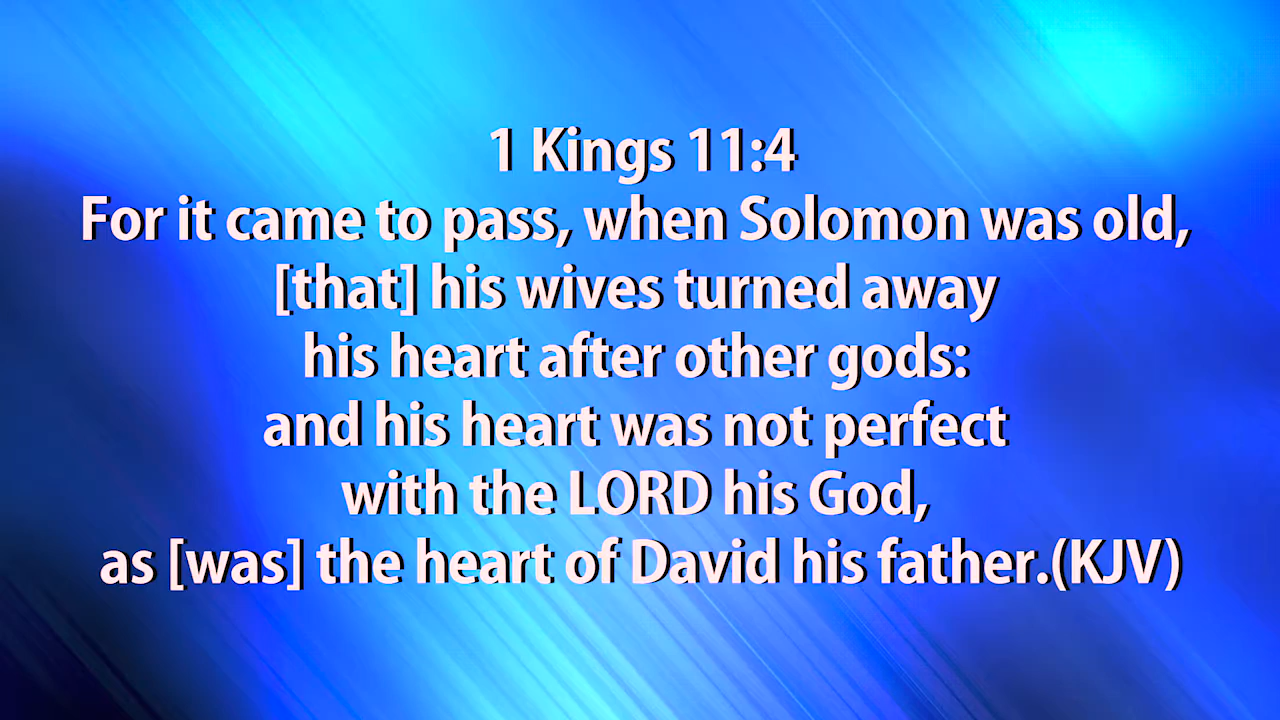 1 Kings 11:4
For it came to pass, when Solomon was old,
[that] his wives turned away
his heart after other gods:
and his heart was not perfect
with the LORD his God,
as [was] the heart of David his father.(KJV)